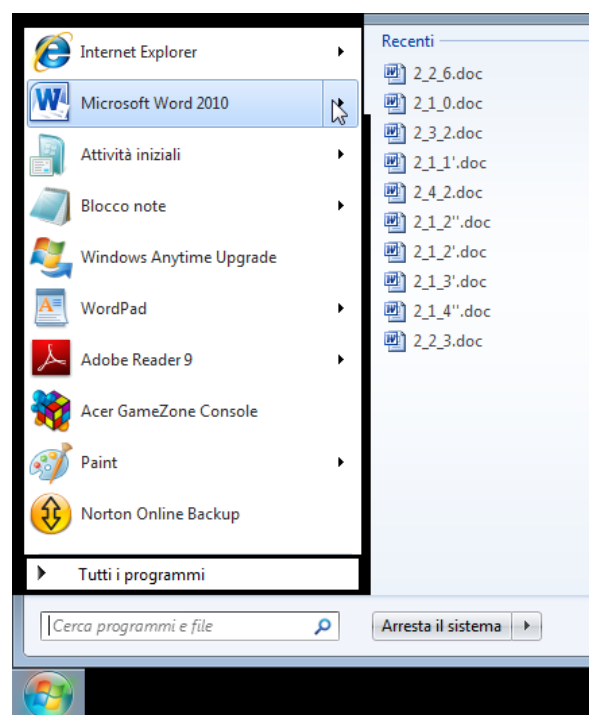 Internet Explorer
Microsoft Word 2010
Attività iniziali
Blocco note
Windows Anytime Upgrade
WordPad
Adobe Reader 9
Acer GameZone Console
Paint
Norton Online Backup
Tutti i programmi
Cerca programmi e file
Recenti
2_2_6.doc
2_1_0.doc
2_3_2.doc
2_1_1'.doc
2_4_2.doc
2_1_2''.doc
2_1_2'.doc
2_1_3'.doc
2_1_4''.doc
2_2_3.doc
Arresta il sistema